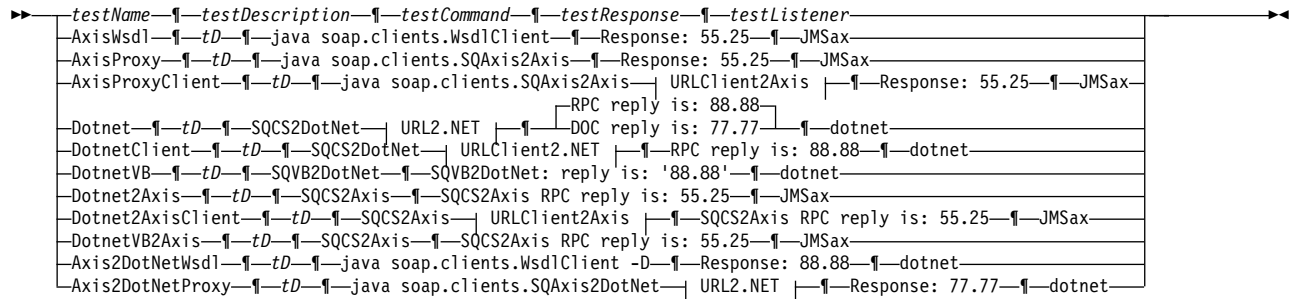 testName ¶ testDescription ¶ testCommand ¶ testResponse ¶ testListener
AxisWsdl ¶ tD ¶ java soap.clients.WsdlClient ¶ Response: 55.25 ¶ JMSax
AxisProxy ¶ tD ¶ java soap.clients.SQAxis2Axis ¶ Response: 55.25 ¶ JMSax
AxisProxyClient ¶ tD ¶ java soap.clients.SQAxis2Axis URLClient2Axis ¶ Response: 55.25 ¶ JMSax
RPC reply is: 88.88
Dotnet ¶ tD ¶ SQCS2DotNet URL2.NET ¶ DOC reply is: 77.77 ¶ dotnet
DotnetClient ¶ tD ¶ SQCS2DotNet URLClient2.NET ¶ RPC reply is: 88.88 ¶ dotnet
DotnetVB ¶ tD ¶ SQVB2DotNet ¶ SQVB2DotNet: reply is: '88.88' ¶ dotnet
Dotnet2Axis ¶ tD ¶ SQCS2Axis ¶ SQCS2Axis RPC reply is: 55.25 ¶ JMSax
Dotnet2AxisClient ¶ tD ¶ SQCS2Axis URLClient2Axis ¶ SQCS2Axis RPC reply is: 55.25 ¶ JMSax
DotnetVB2Axis ¶ tD ¶ SQCS2Axis ¶ SQCS2Axis RPC reply is: 55.25 ¶ JMSax
Axis2DotNetWsdl ¶ tD ¶ java soap.clients.WsdlClient -D ¶ Response: 88.88 ¶ dotnet
Axis2DotNetProxy ¶ tD ¶ java soap.clients.SQAxis2DotNet URL2.NET ¶ Response: 77.77 ¶ dotnet